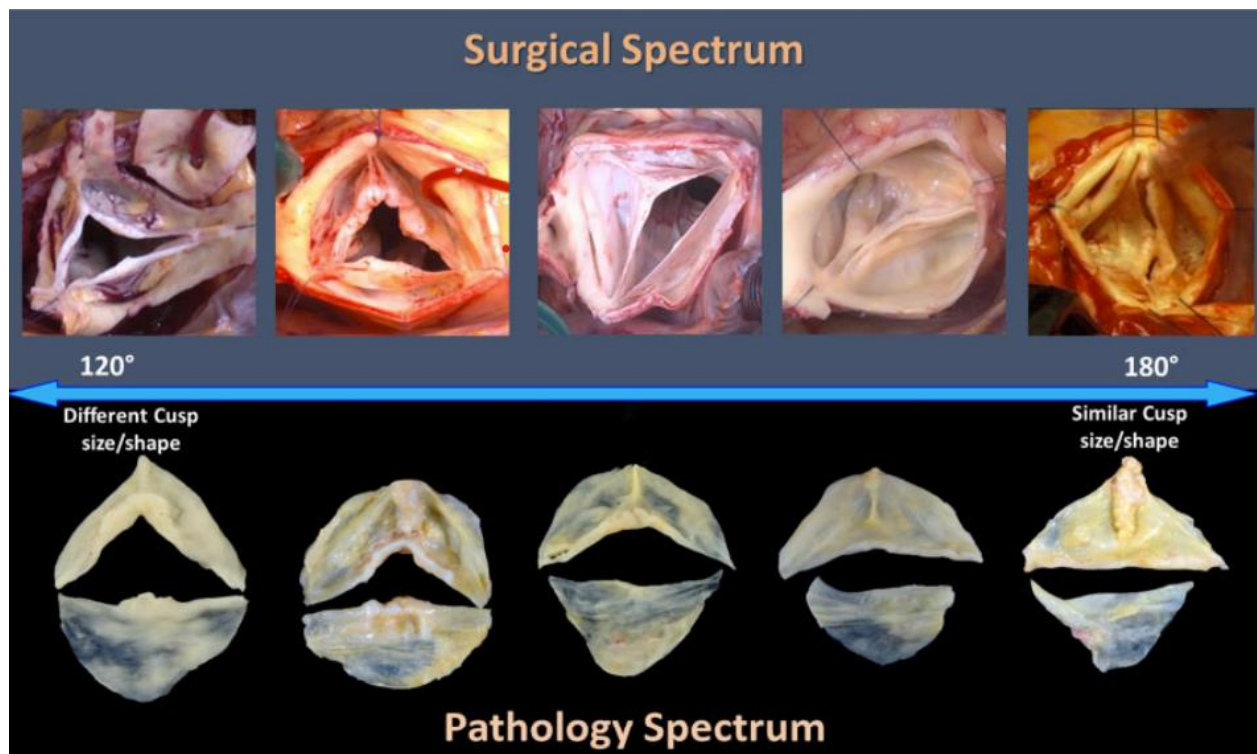 Surgical Spectrum
120°
180°
Different Cusp
size/shape
Similar Cusp
size/shape
Pathology Spectrum